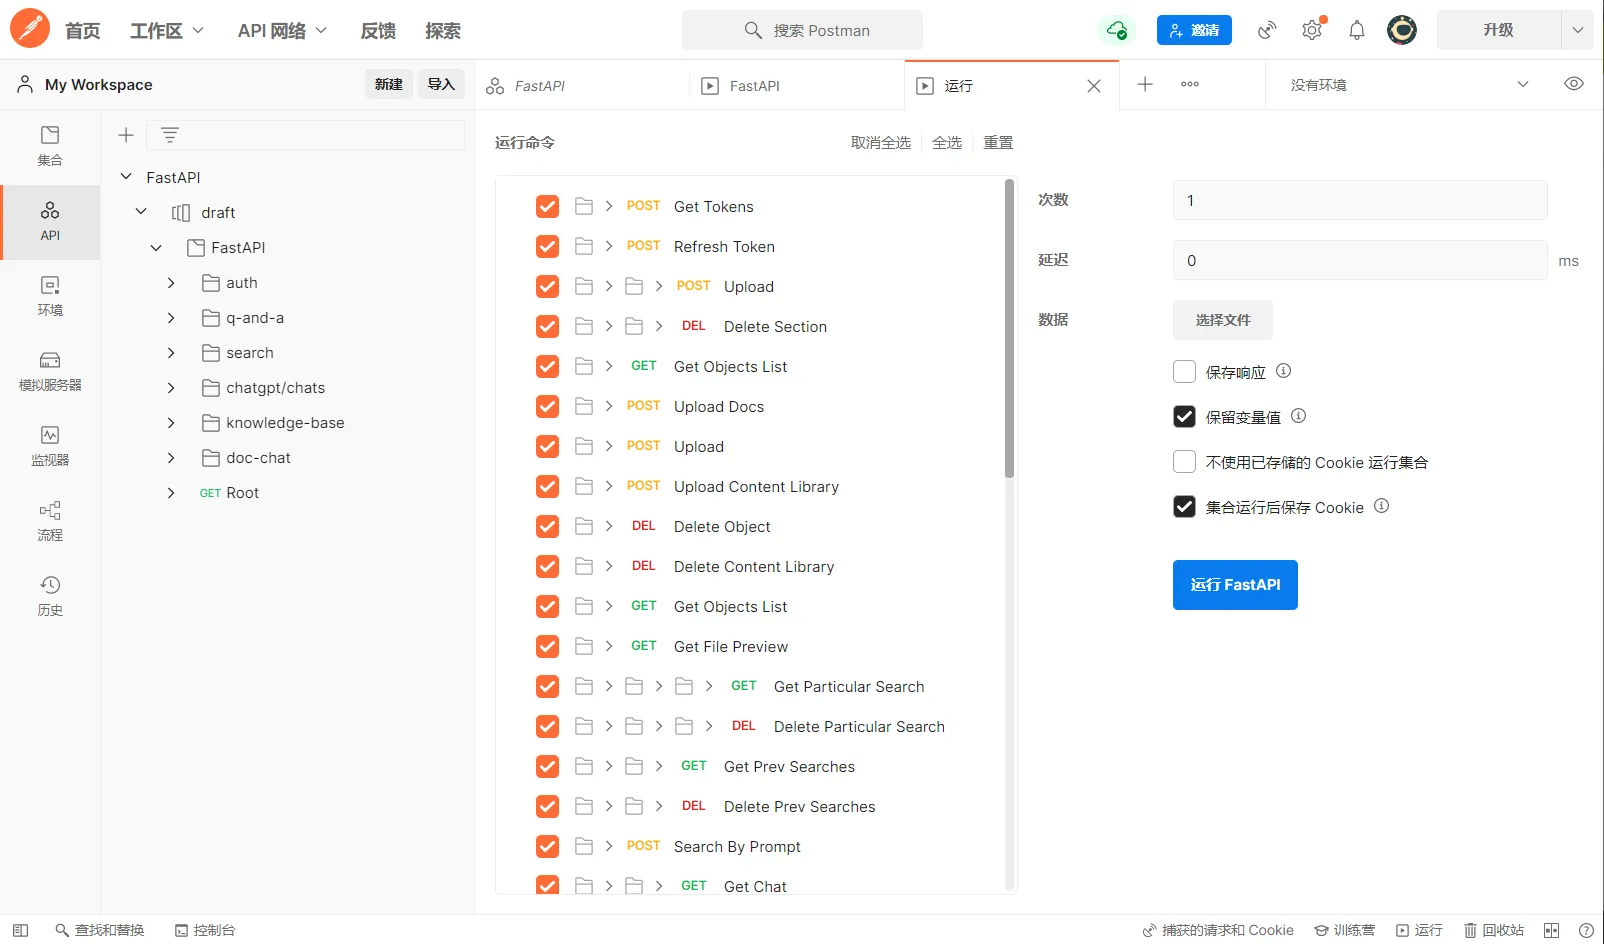 首页 工作区 API 网络 反馈 探索 搜索 Postman 邀请 升级
My Workspace 新建 导入 FastAPI FastAPI 运行 没有环境
集合
API
环境
模拟服务器
监视器
流程
历史
FastAPI
draft
FastAPI
auth
q-and-a
search
chatgpt/chats
knowledge-base
doc-chat
GET Root
运行命令 取消全选 全选 重置
POST Get Tokens
POST Refresh Token
POST Upload
DEL Delete Section
GET Get Objects List
POST Upload Docs
POST Upload
POST Upload Content Library
DEL Delete Object
DEL Delete Content Library
GET Get Objects List
GET Get File Preview
GET Get Particular Search
DEL Delete Particular Search
GET Get Prev Searches
DEL Delete Prev Searches
POST Search By Prompt
GET Get Chat
次数 1
延迟 0 ms
数据 选择文件
保存响应
保留变量值
不使用已存储的 Cookie 运行集合
集合运行后保存 Cookie
运行 FastAPI
查找和替换 控制台 捕获的请求和 Cookie 训练营 运行 回收站